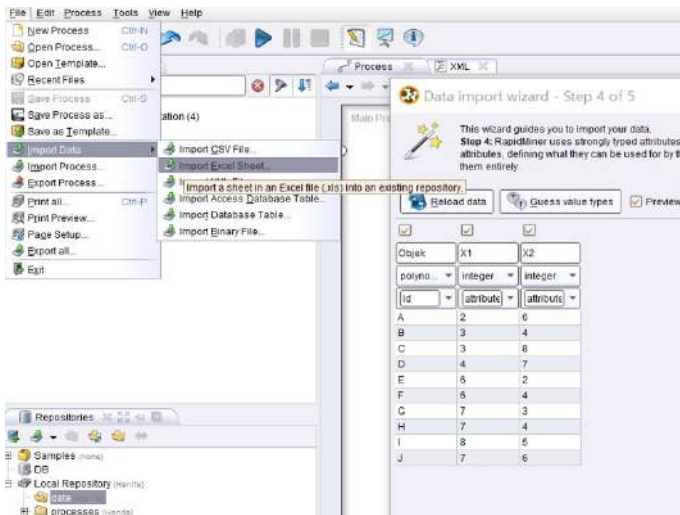 File Edit Process Tools View Help
New Process Ctrl-N
Open Process... Ctrl-O
Open Template...
Recent Files
Save Process Ctrl-S
Save Process as...
Save as Template...
Import Data
Import Process...
Export Process...
Print all... Ctrl-P
Print Preview...
Page Setup...
Export all...
Exit
Import CSV File...
Import Excel Sheet...
Import a sheet in an Excel file (.xls) into an existing repository.
Import Access Database Table...
Import Database Table...
Import Binary File...
ation (4)
Process
XML
Main Pr
Data import wizard - Step 4 of 5
This wizard guides you to import your data.
Step 4: RapidMiner uses strongly typed attributes
attributes, defining what they can be used for by th
them entirely.
Reload data Guess value types Preview
Objek X1 X2
polyno... integer integer
id attribute attribute
A 2 6
B 3 4
C 3 8
D 4 7
E 6 2
F 6 4
G 7 3
H 7 4
I 8 5
J 7 6
Repositories
Samples (none)
DB
Local Repository (Hanifa)
data
processes (Hanifa)